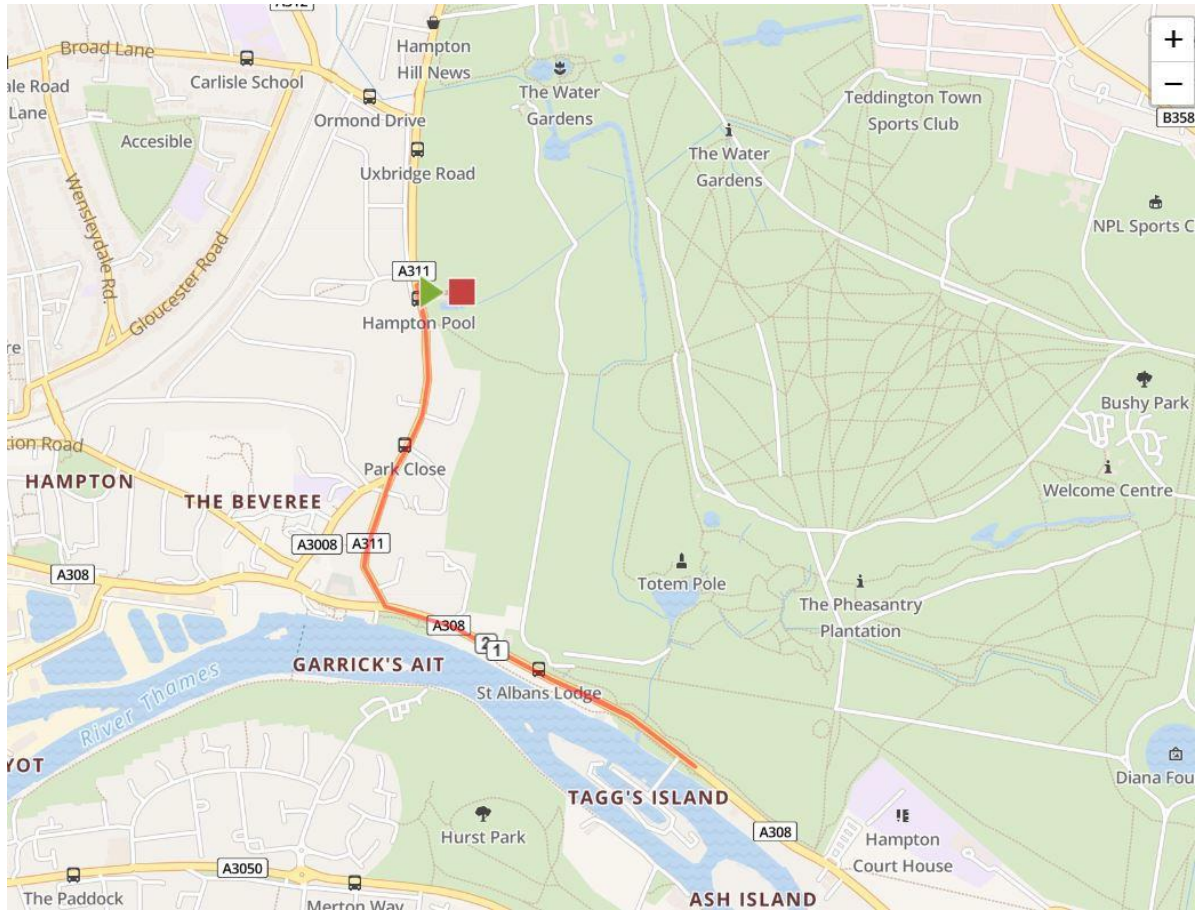 A312
Broad Lane
Hampton
Hill News
Carlisle School
The Water
Gardens
Teddington Town
Sports Club
+
−
B358
ale Road
Lane
Ormond Drive
Accesible
Uxbridge Road
The Water
Gardens
Wensleydale Rd.
NPL Sports C
Gloucester Road
A311
Hampton Pool
re
Bushy Park
tion Road
Park Close
HAMPTON
THE BEVEREE
Welcome Centre
A3008
A311
A308
Totem Pole
The Pheasantry
Plantation
A308
2
1
GARRICK'S AIT
St Albans Lodge
River Thames
YOT
Diana Fou
TAGG'S ISLAND
Hurst Park
A308
Hampton
Court House
A3050
The Paddock
Merton Way
ASH ISLAND